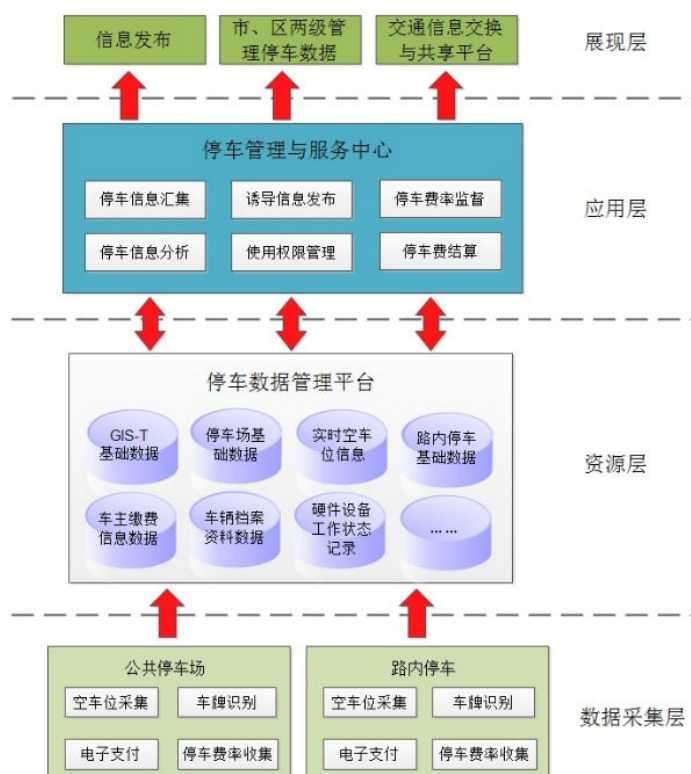 信息发布
市、区两级管
理停车数据
交通信息交换
与共享平台
展现层
停车管理与服务中心
停车信息汇集
诱导信息发布
停车费率监督
应用层
停车信息分析
使用权限管理
停车费结算
停车数据管理平台
GIS-T
基础数据
停车场基
础数据
实时空车
位信息
路内停车
基础数据
资源层
车主缴费
信息数据
车辆档案
资料数据
硬件设备
工作状态
记录
……
公共停车场
空车位采集
车牌识别
电子支付
停车费率收集
路内停车
空车位采集
车牌识别
电子支付
停车费率收集
数据采集层